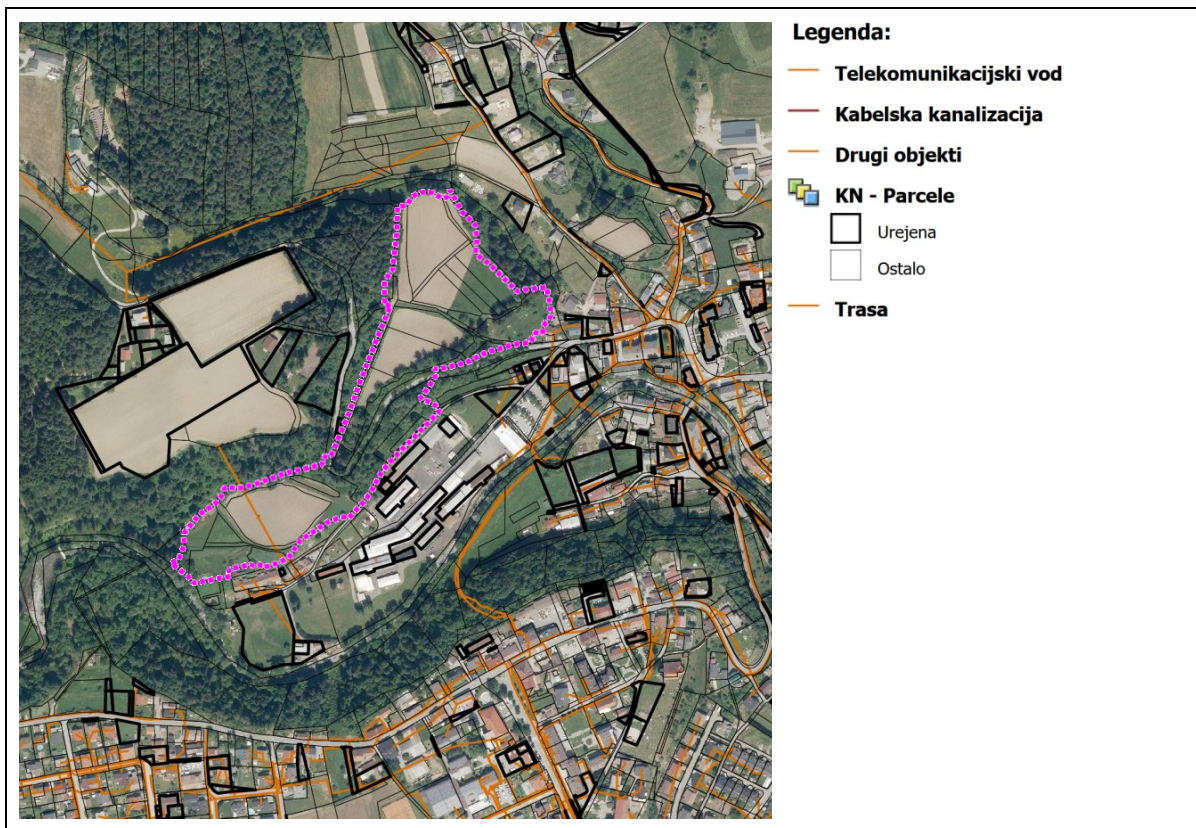 Legenda:
Telekomunikacijski vod
Kabelska kanalizacija
Drugi objekti
KN - Parcele
Urejena
Ostalo
Trasa